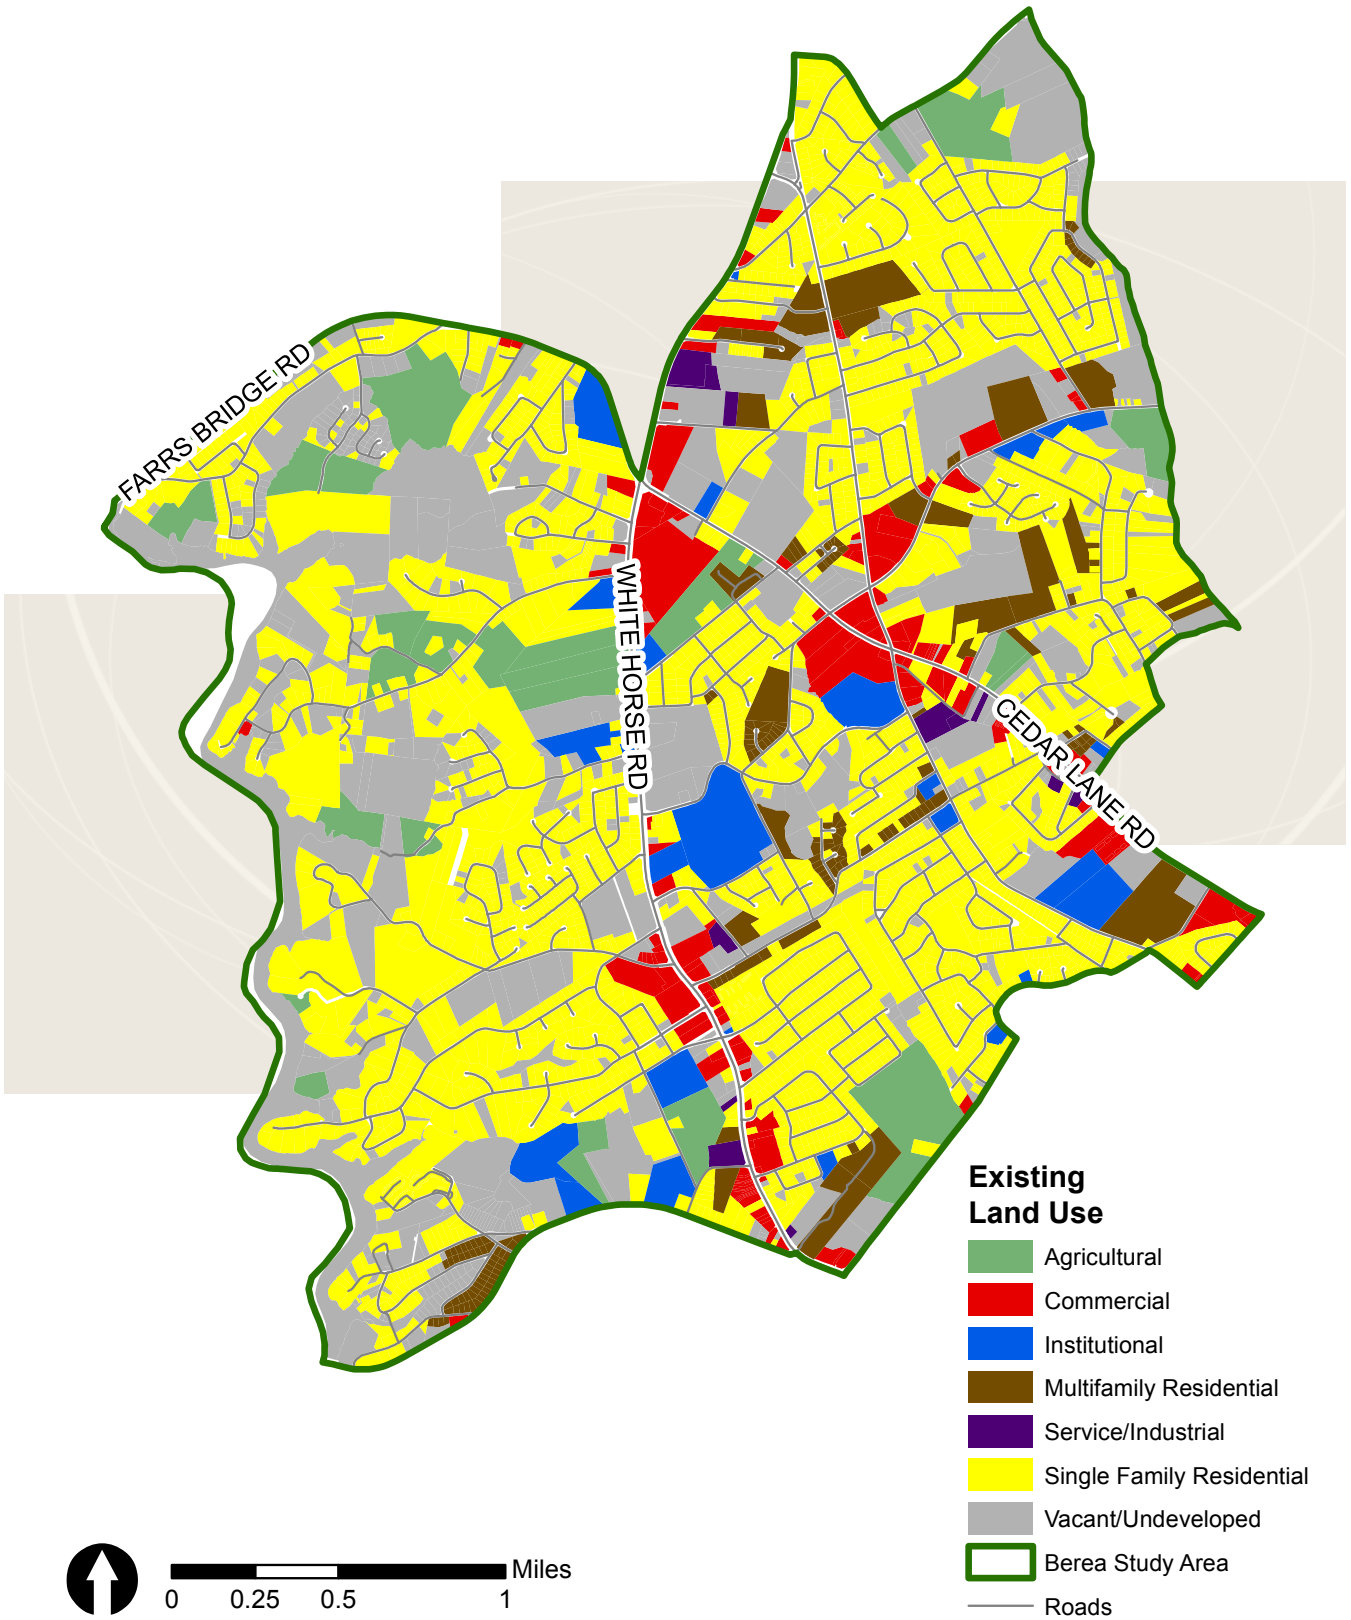 FARRS BRIDGE RD
WHITE HORSE RD
CEDAR LANE RD
Existing
Land Use
Agricultural
Commercial
Institutional
Multifamily Residential
Service/Industrial
Single Family Residential
Vacant/Undeveloped
Berea Study Area
Roads
Miles
0 0.25 0.5 1